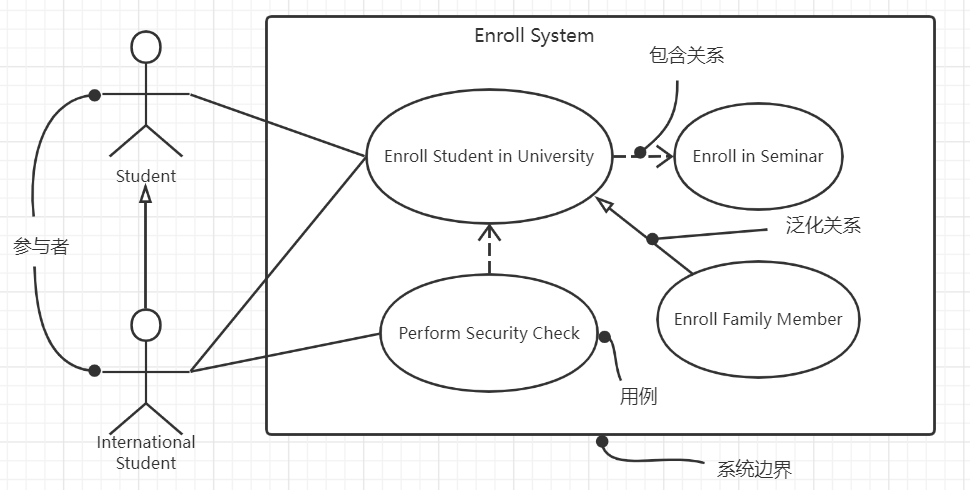 Enroll System
包含关系
Enroll Student in University
Enroll in Seminar
Student
泛化关系
参与者
Perform Security Check
Enroll Family Member
用例
International
Student
系统边界